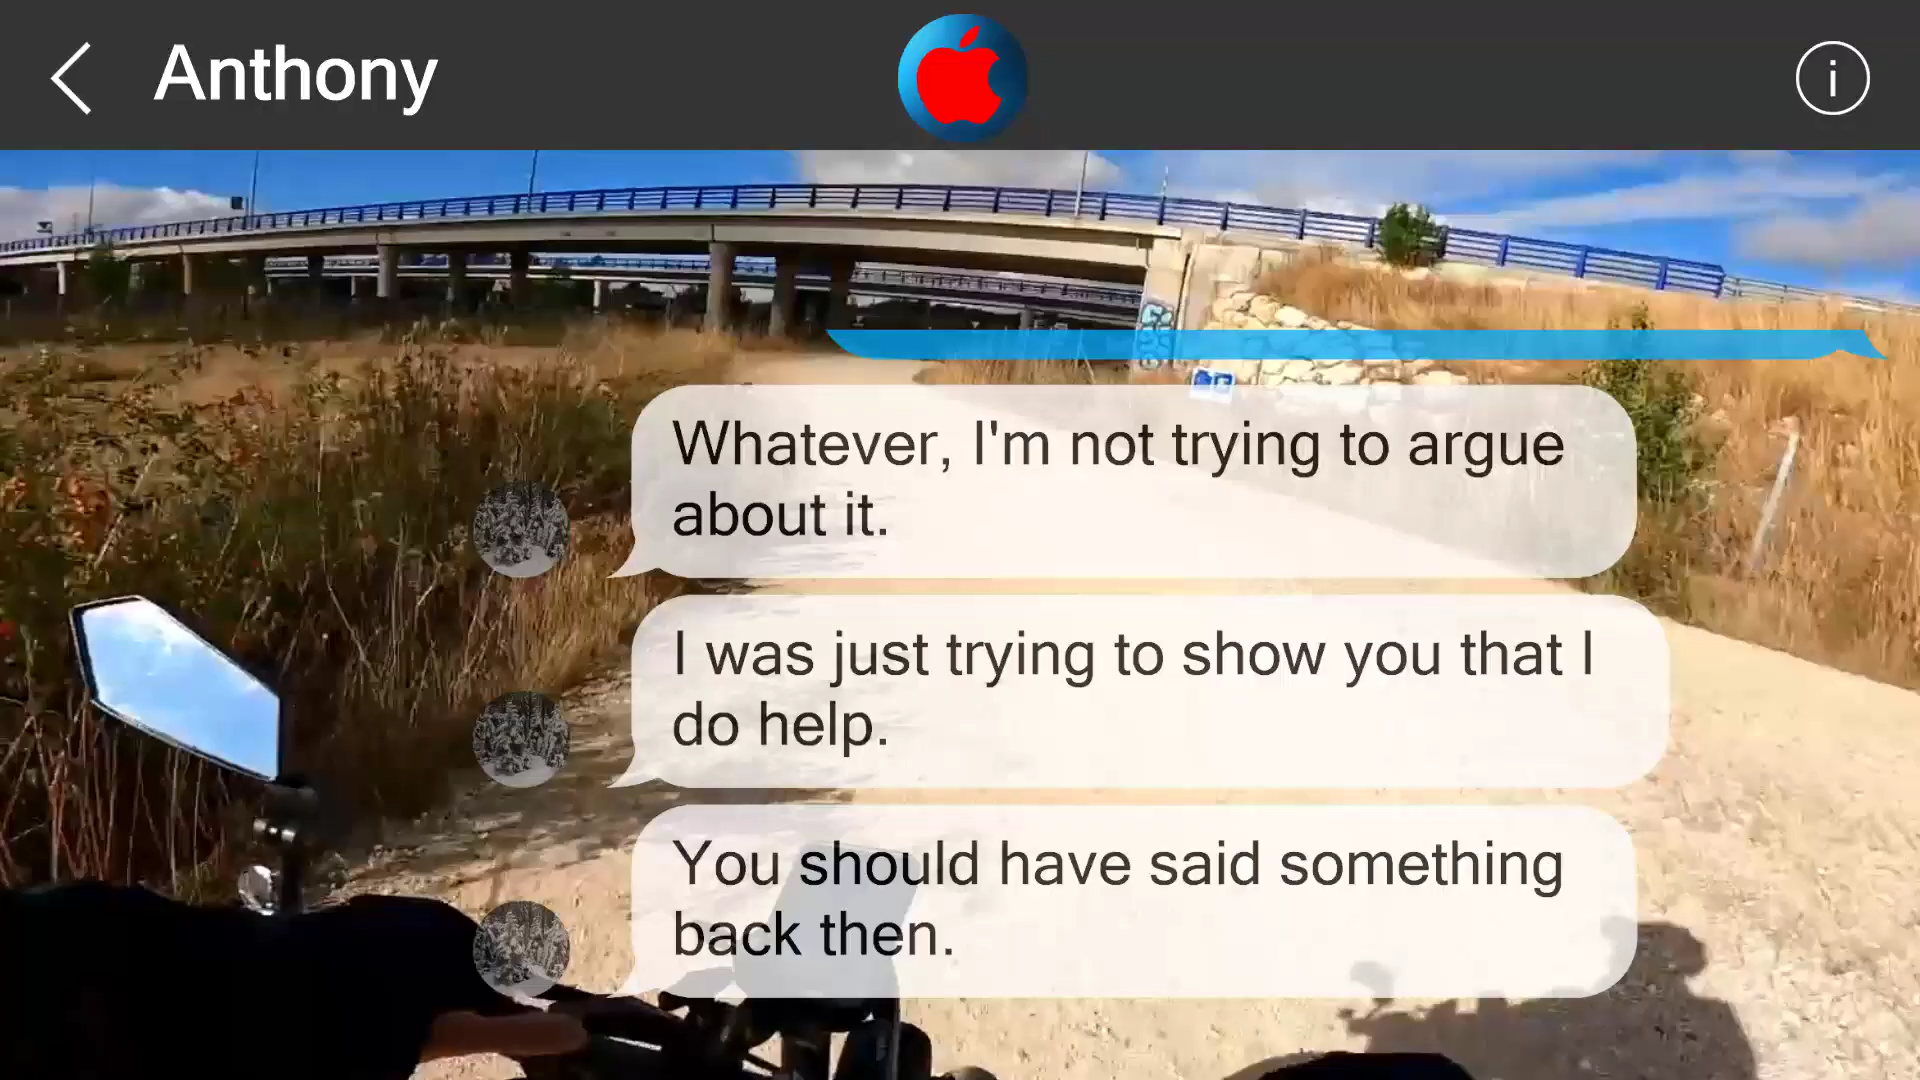 Anthony
i
Whatever, I'm not trying to argue
about it.
I was just trying to show you that I
do help.
You should have said something
back then.